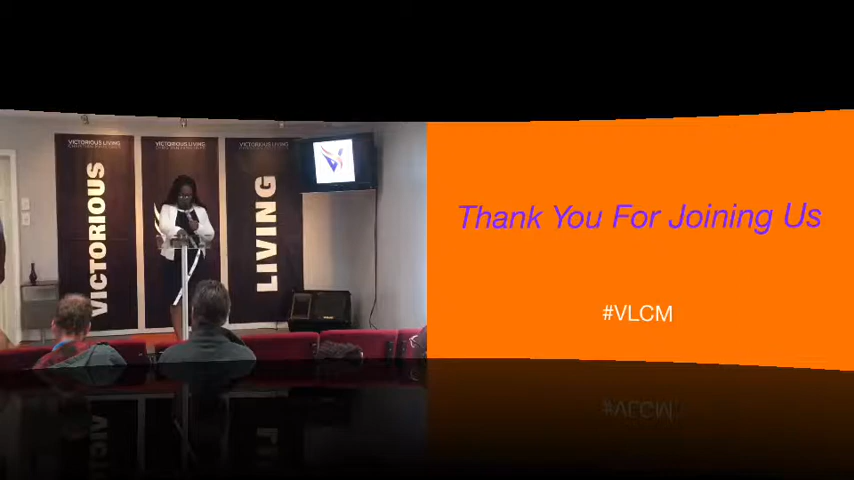 VICTORIOUS LIVING
VICTORIOUS LIVING
VICTORIOUS LIVING
VICTORIOUS
LIVING
Thank You For Joining Us
#VLCM